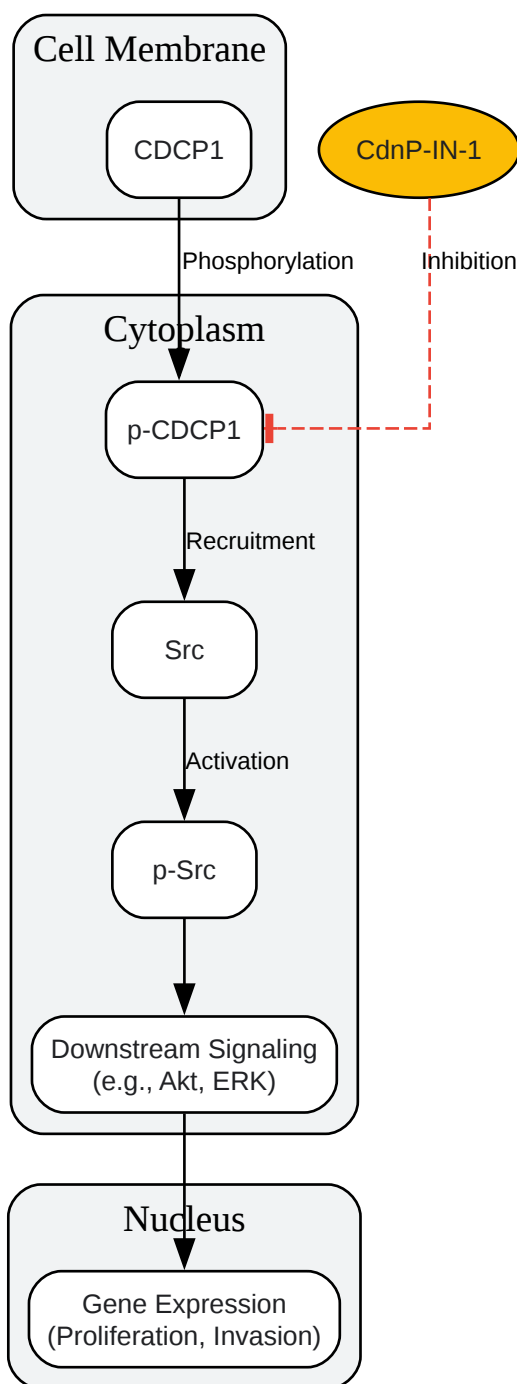 Cell Membrane
CDCP1
CdnP-IN-1
Phosphorylation
Inhibition
Cytoplasm
p-CDCP1
Recruitment
Src
Activation
p-Src
Downstream Signaling
(e.g., Akt, ERK)
Nucleus
Gene Expression
(Proliferation, Invasion)